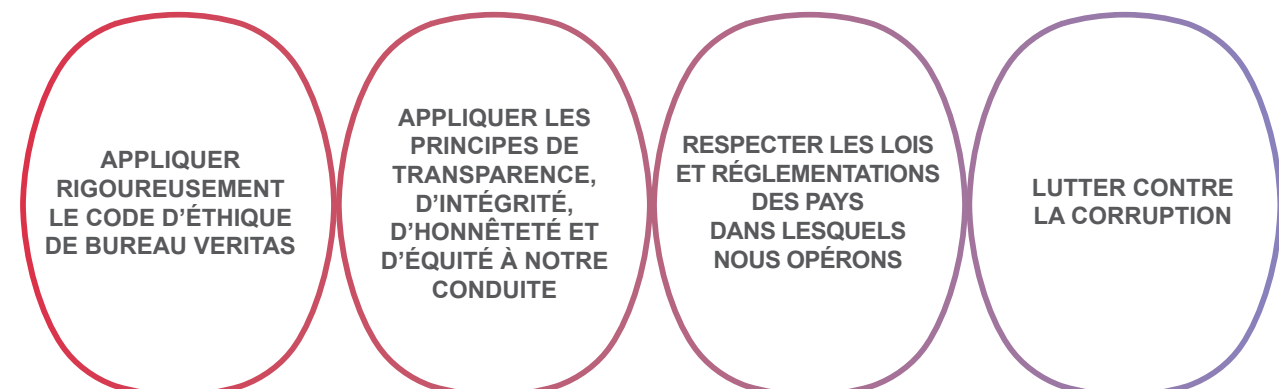 APPLIQUER
RIGOUREUSEMENT
LE CODE D’ÉTHIQUE
DE BUREAU VERITAS
APPLIQUER LES
PRINCIPES DE
TRANSPARENCE,
D’INTÉGRITÉ,
D’HONNÊTETÉ ET
D’ÉQUITÉ À NOTRE
CONDUITE
RESPECTER LES LOIS
ET RÉGLEMENTATIONS
DES PAYS
DANS LESQUELS
NOUS OPÉRONS
LUTTER CONTRE
LA CORRUPTION